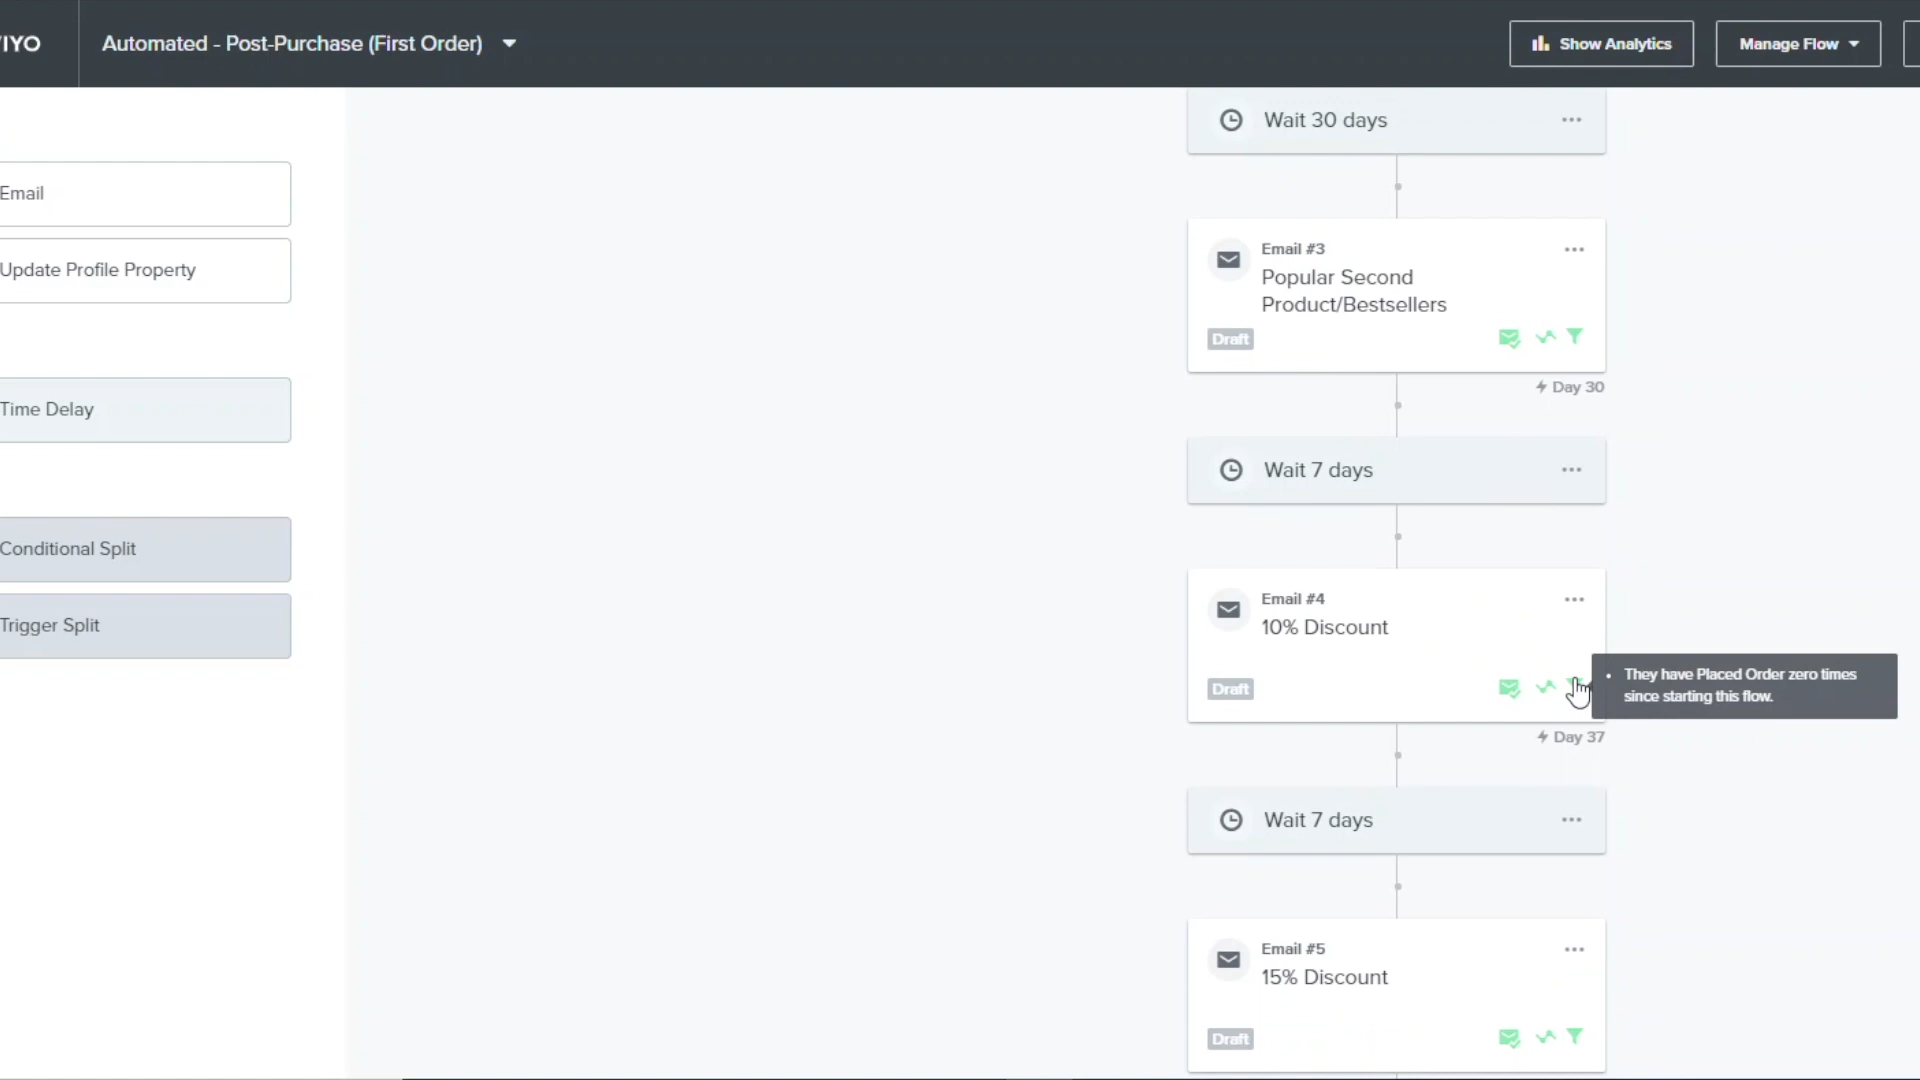 IYO
Automated - Post-Purchase (First Order)
Show Analytics
Manage Flow
Email
Update Profile Property
Time Delay
Conditional Split
Trigger Split
Wait 30 days
Email #3
Popular Second
Product/Bestsellers
Draft
Day 30
Wait 7 days
Email #4
10% Discount
Draft
• They have Placed Order zero times
since starting this flow.
Day 37
Wait 7 days
Email #5
15% Discount
Draft